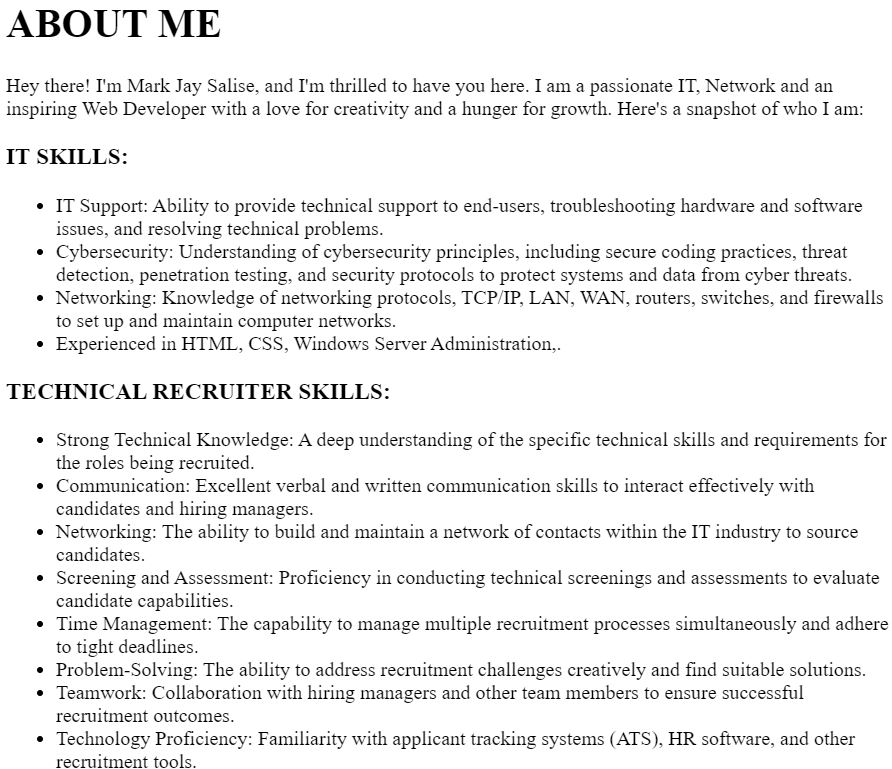 ABOUT ME
Hey there! I'm Mark Jay Salise, and I'm thrilled to have you here. I am a passionate IT, Network and an
inspiring Web Developer with a love for creativity and a hunger for growth. Here's a snapshot of who I am:
IT SKILLS:
• IT Support: Ability to provide technical support to end-users, troubleshooting hardware and software
issues, and resolving technical problems.
• Cybersecurity: Understanding of cybersecurity principles, including secure coding practices, threat
detection, penetration testing, and security protocols to protect systems and data from cyber threats.
• Networking: Knowledge of networking protocols, TCP/IP, LAN, WAN, routers, switches, and firewalls
to set up and maintain computer networks.
• Experienced in HTML, CSS, Windows Server Administration,.
TECHNICAL RECRUITER SKILLS:
• Strong Technical Knowledge: A deep understanding of the specific technical skills and requirements for
the roles being recruited.
• Communication: Excellent verbal and written communication skills to interact effectively with
candidates and hiring managers.
• Networking: The ability to build and maintain a network of contacts within the IT industry to source
candidates.
• Screening and Assessment: Proficiency in conducting technical screenings and assessments to evaluate
candidate capabilities.
• Time Management: The capability to manage multiple recruitment processes simultaneously and adhere
to tight deadlines.
• Problem-Solving: The ability to address recruitment challenges creatively and find suitable solutions.
• Teamwork: Collaboration with hiring managers and other team members to ensure successful
recruitment outcomes.
• Technology Proficiency: Familiarity with applicant tracking systems (ATS), HR software, and other
recruitment tools.